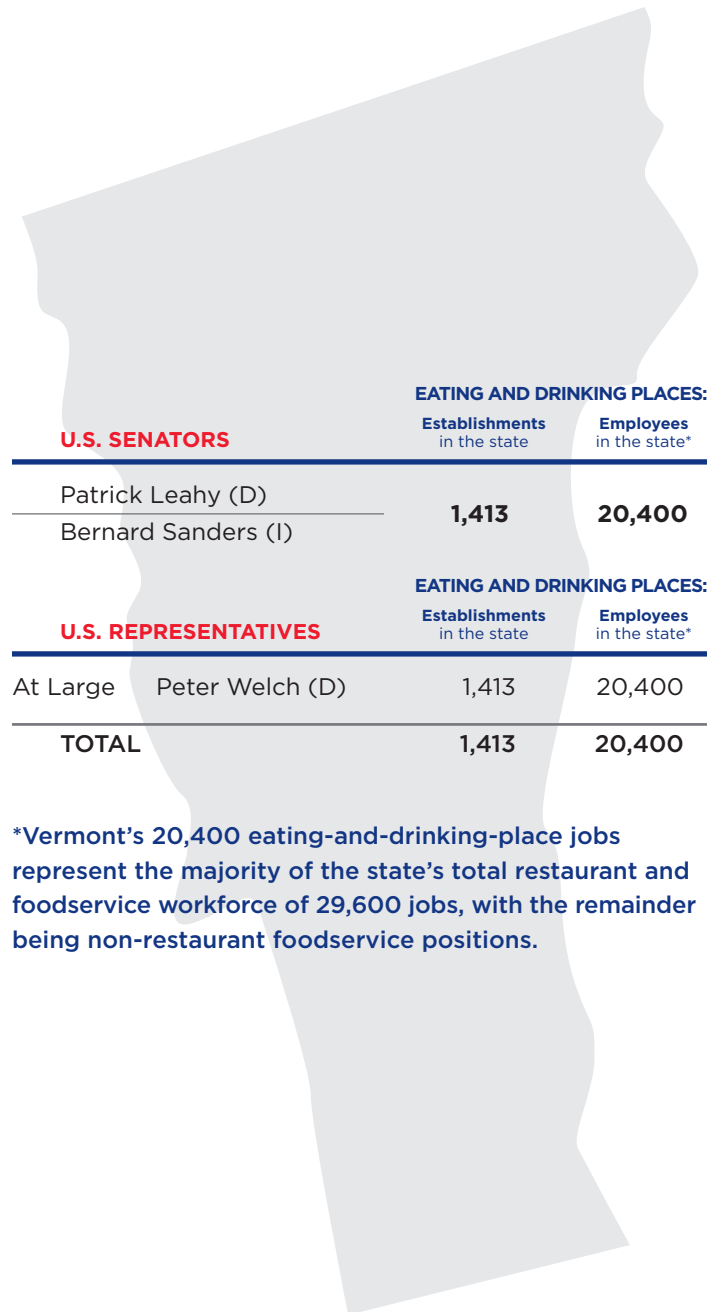 EATING AND DRINKING PLACES:
U.S. SENATORS Establishments in the state Employees in the state*
Patrick Leahy (D)
1,413 20,400
Bernard Sanders (I)
EATING AND DRINKING PLACES:
U.S. REPRESENTATIVES Establishments in the state Employees in the state*
At Large Peter Welch (D) 1,413 20,400
TOTAL 1,413 20,400
*Vermont’s 20,400 eating-and-drinking-place jobs
represent the majority of the state’s total restaurant and
foodservice workforce of 29,600 jobs, with the remainder
being non-restaurant foodservice positions.